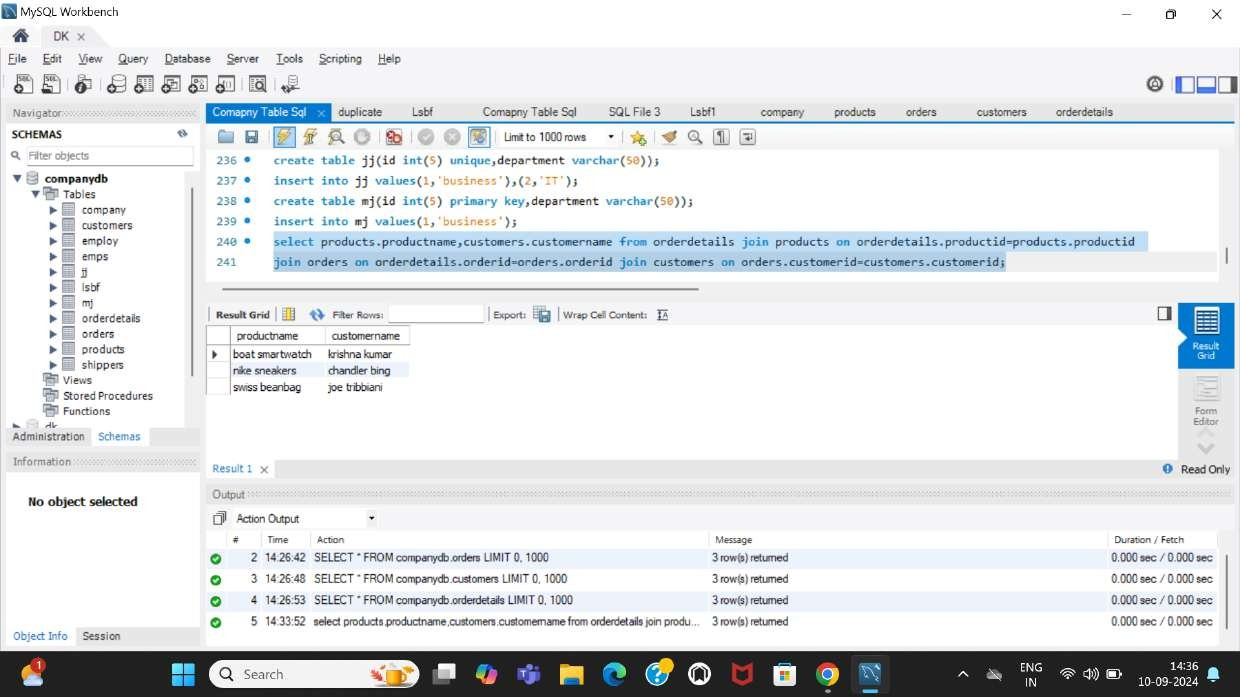 MySQL Workbench
DK
File Edit View Query Database Server Tools Scripting Help
Navigator
SCHEMAS
Filter objects
companydb
Tables
company
customers
employ
emps
jj
lsbf
mj
orderdetails
orders
products
shippers
Views
Stored Procedures
Functions
dk
Administration Schemas
Information
No object selected
Object Info Session
Comapny Table Sql duplicate Lsbf Comapny Table Sql SQL File 3 Lsbf1 company products orders customers orderdetails
Limit to 1000 rows
236 create table jj(id int(5) unique,department varchar(50));
237 insert into jj values(1,'business'),(2,'IT');
238 create table mj(id int(5) primary key,department varchar(50));
239 insert into mj values(1,'business');
240 select products.productname,customers.customername from orderdetails join products on orderdetails.productid=products.productid
241 join orders on orderdetails.orderid=orders.orderid join customers on orders.customerid=customers.customerid;
Result Grid Filter Rows: Export: Wrap Cell Content:
productname customername
boat smartwatch krishna kumar
nike sneakers chandler bing
swiss beanbag joe tribbiani
Result Grid
Form Editor
Result 1
Read Only
Output
Action Output
# Time Action Message Duration / Fetch
2 14:26:42 SELECT * FROM companydb.orders LIMIT 0, 1000 3 row(s) returned 0.000 sec / 0.000 sec
3 14:26:48 SELECT * FROM companydb.customers LIMIT 0, 1000 3 row(s) returned 0.000 sec / 0.000 sec
4 14:26:53 SELECT * FROM companydb.orderdetails LIMIT 0, 1000 3 row(s) returned 0.000 sec / 0.000 sec
5 14:33:52 select products.productname,customers.customername from orderdetails join produ... 3 row(s) returned 0.000 sec / 0.000 sec
1
Search
ENG
IN
14:36
10-09-2024